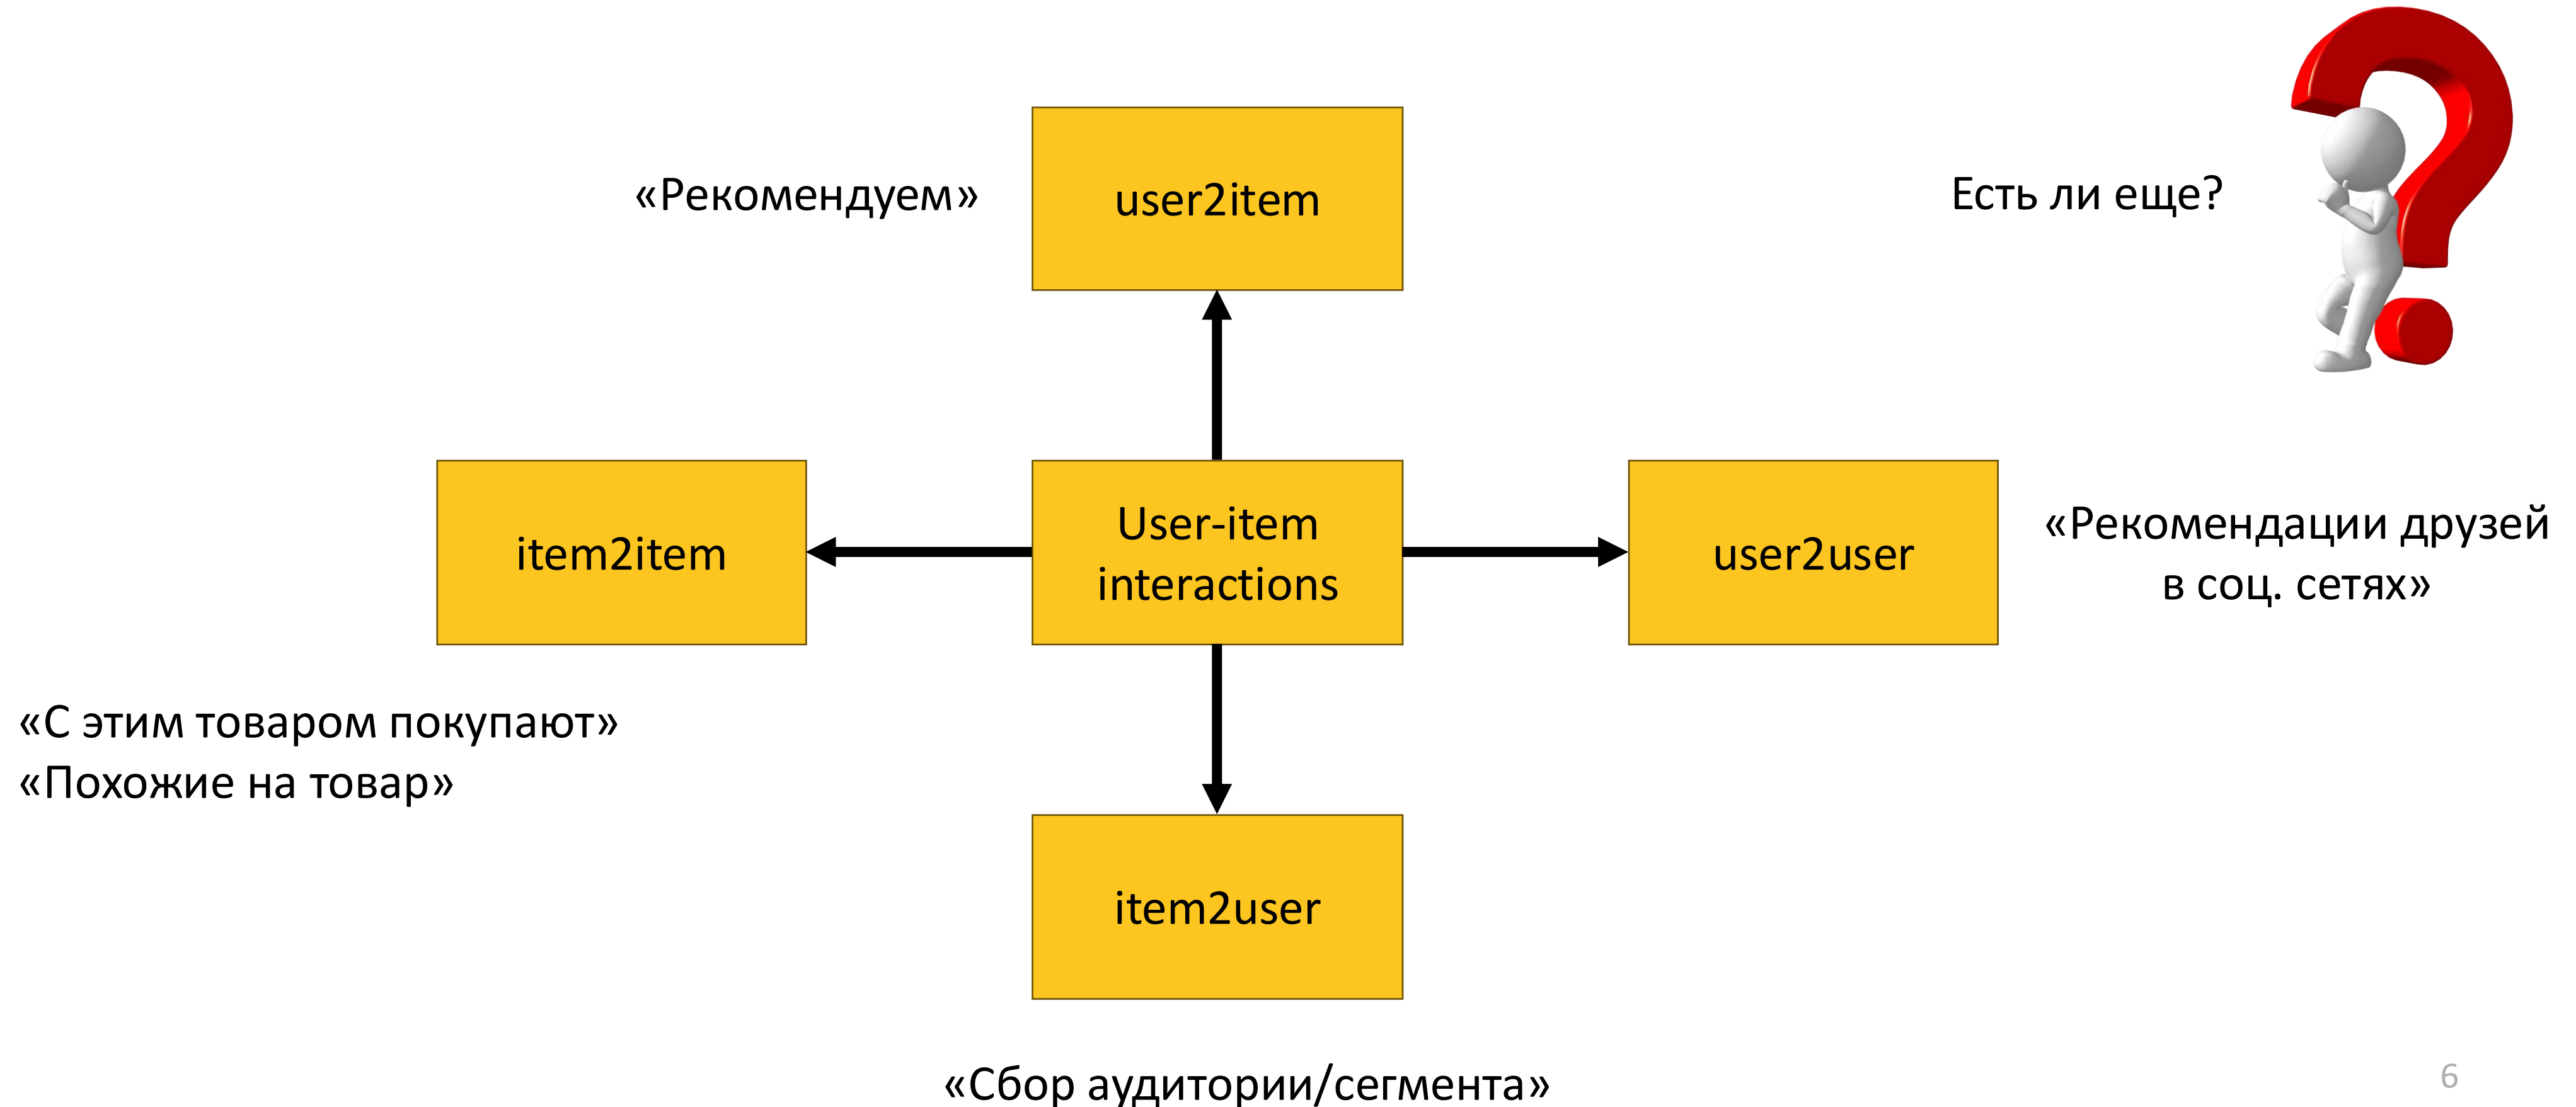 «Рекомендуем»
user2item
Есть ли еще?
item2item
User-item
interactions
user2user
«Рекомендации друзей
в соц. сетях»
«С этим товаром покупают»
«Похожие на товар»
item2user
«Сбор аудитории/сегмента»
6